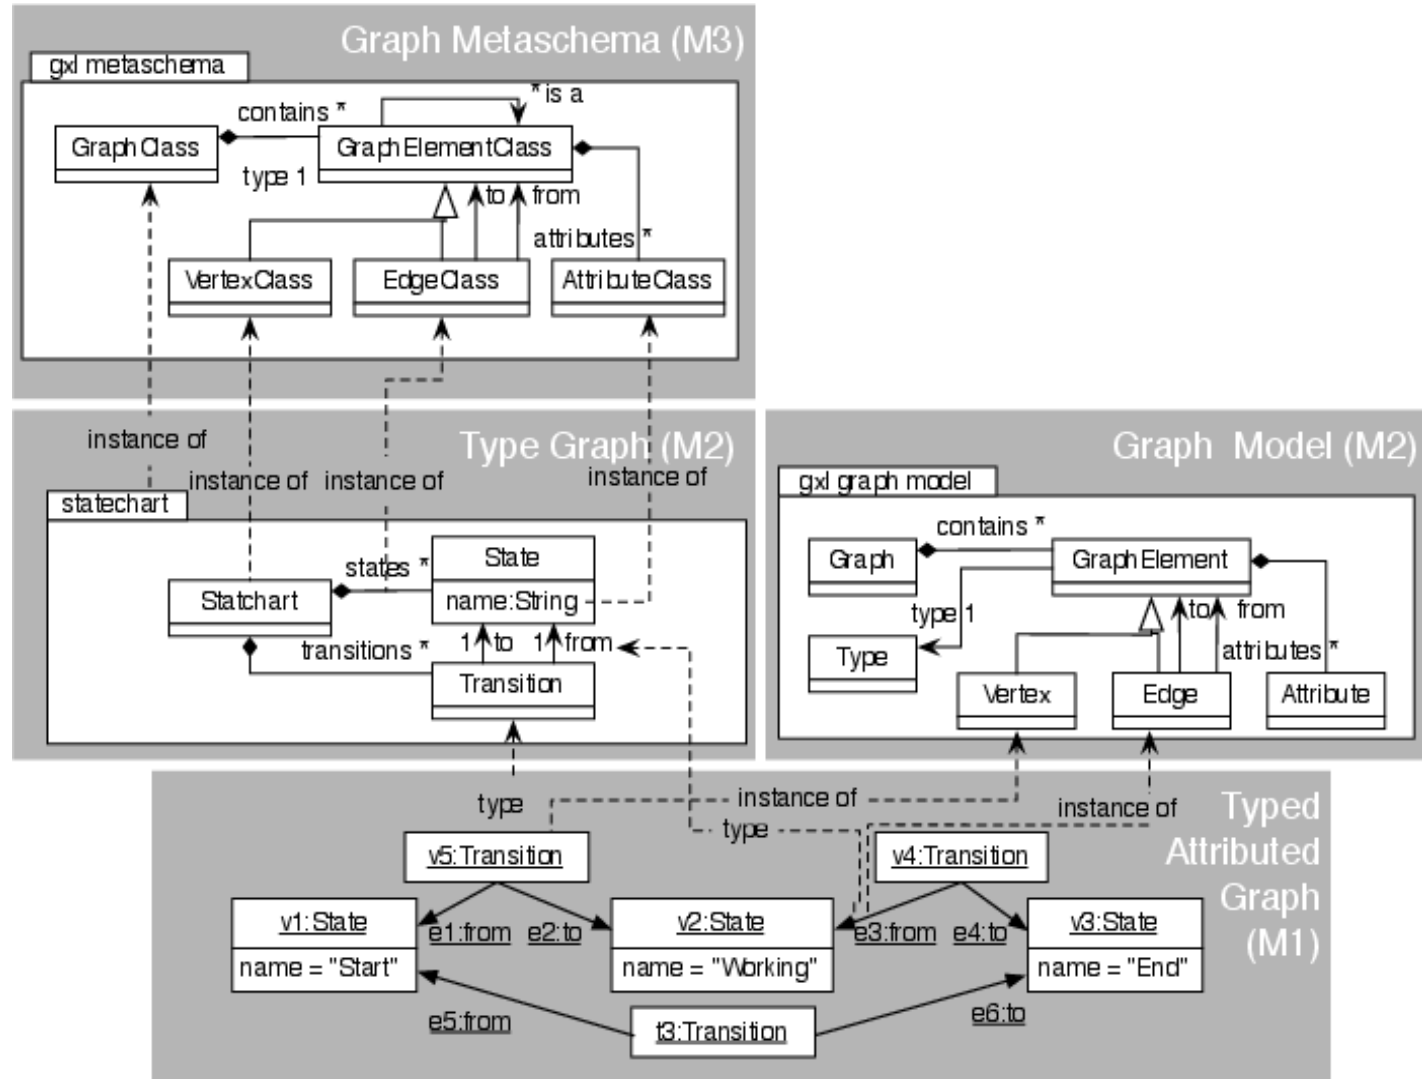 Graph Metaschema (M3)
gxl metaschema
* is a
contains *
GraphClass
GraphElementClass
type 1
to
from
attributes *
VertexClass
EdgeClass
AttributeClass
instance of
instance of
instance of
instance of
Type Graph (M2)
statechart
State
states *
Statchart
name:String
transitions *
1
to
1
from
Transition
Graph Model (M2)
gxl graph model
contains *
Graph
GraphElement
type 1
to
from
Type
attributes *
Vertex
Edge
Attribute
Typed
Attributed
Graph
(M1)
type
instance of
instance of
type
v5:Transition
v4:Transition
v1:State
name = "Start"
e1:from
e2:to
v2:State
name = "Working"
e3:from
e4:to
v3:State
name = "End"
e5:from
t3:Transition
e6:to